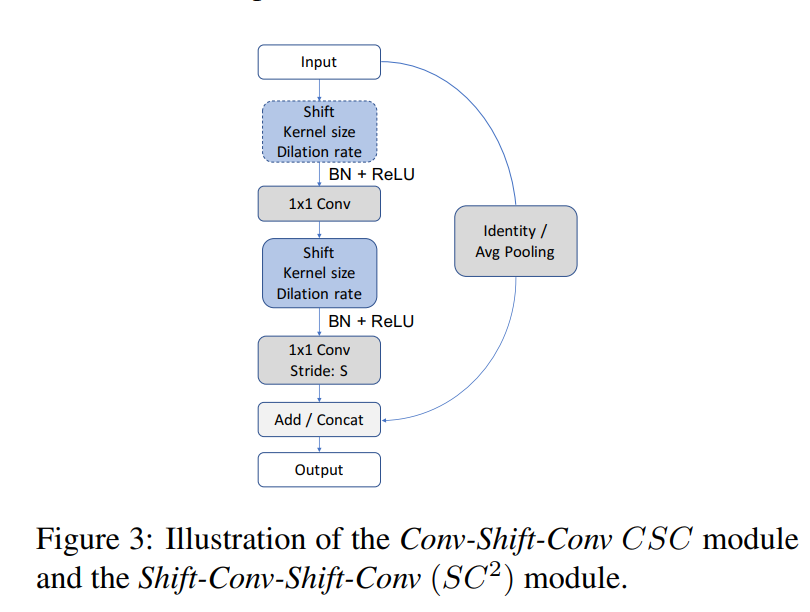 Input
Shift
Kernel size
Dilation rate
BN + ReLU
1x1 Conv
Shift
Kernel size
Dilation rate
BN + ReLU
1x1 Conv
Stride: S
Add / Concat
Output
Identity /
Avg Pooling
Figure 3: Illustration of the Conv-Shift-Conv CSC module
and the Shift-Conv-Shift-Conv (SC²) module.